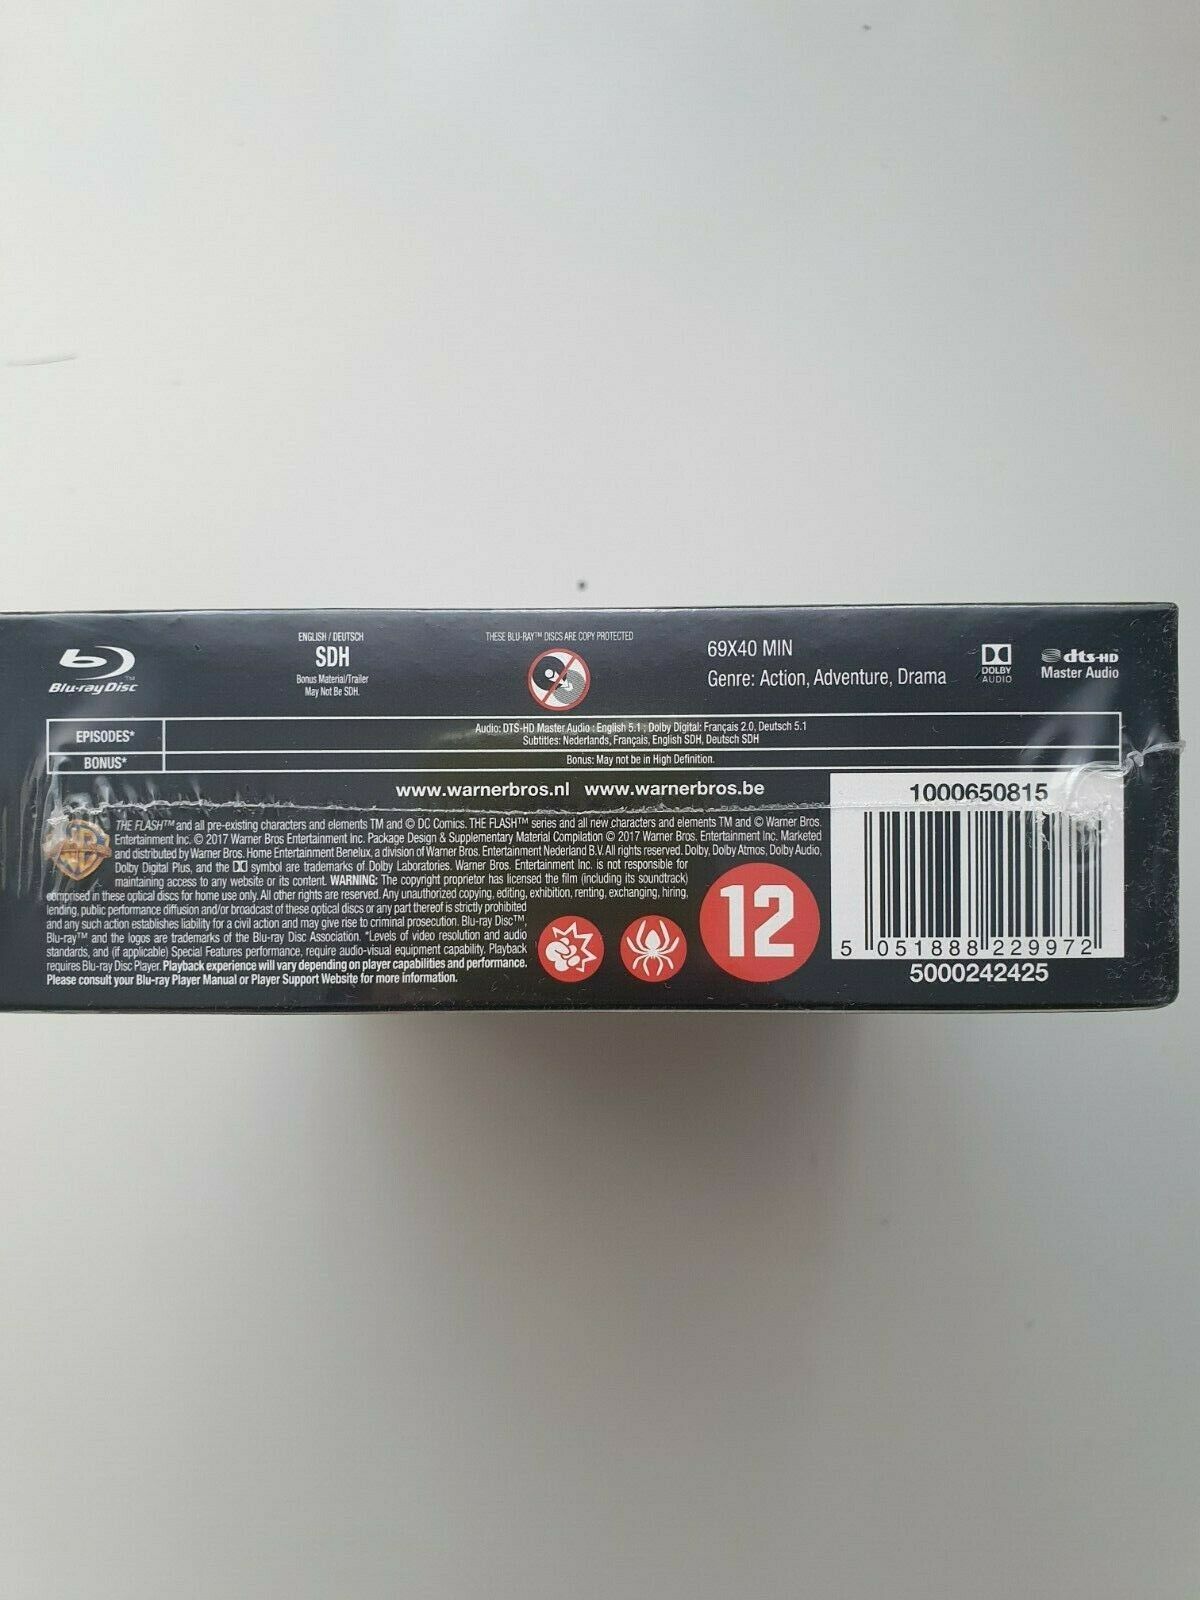 Blu-ray Disc™
ENGLISH / DEUTSCH
SDH
Bonus Material/Trailer
May Not Be SDH.
THESE BLU-RAY™ DISCS ARE COPY PROTECTED
69X40 MIN
Genre: Action, Adventure, Drama
DOLBY
AUDIO
dts-HD
Master Audio
EPISODES*
Audio: DTS-HD Master Audio : English 5.1 ; Dolby Digital: Français 2.0, Deutsch 5.1
Subtitles: Nederlands, Français, English SDH, Deutsch SDH
BONUS*
Bonus: May not be in High Definition.
www.warnerbros.nl www.warnerbros.be
THE FLASH™ and all pre-existing characters and elements TM and © DC Comics. THE FLASH™ series and all new characters and elements TM and © Warner Bros.
Entertainment Inc. © 2017 Warner Bros Entertainment Inc. Package Design & Supplementary Material Compilation © 2017 Warner Bros. Entertainment Inc. Marketed
and distributed by Warner Bros. Home Entertainment Benelux, a division of Warner Bros. Entertainment Nederland B.V. All rights reserved. Dolby, Dolby Atmos, Dolby Audio,
Dolby Digital Plus, and the DD symbol are trademarks of Dolby Laboratories. Warner Bros. Entertainment Inc. is not responsible for
maintaining access to any website or its content. WARNING: The copyright proprietor has licensed the film (including its soundtrack)
comprised in these optical discs for home use only. All other rights are reserved. Any unauthorized copying, editing, exhibition, renting, exchanging, hiring,
lending, public performance diffusion and/or broadcast of these optical discs or any part thereof is strictly prohibited
and any such action establishes liability for a civil action and may give rise to criminal prosecution. Blu-ray Disc™,
Blu-ray™ and the logos are trademarks of the Blu-ray Disc Association. *Levels of video resolution and audio
standards, and (if applicable) Special Features performance, require audio-visual equipment capability. Playback
requires Blu-ray Disc Player. Playback experience will vary depending on player capabilities and performance.
Please consult your Blu-ray Player Manual or Player Support Website for more information.
12
1000650815
5 051888 229972
5000242425